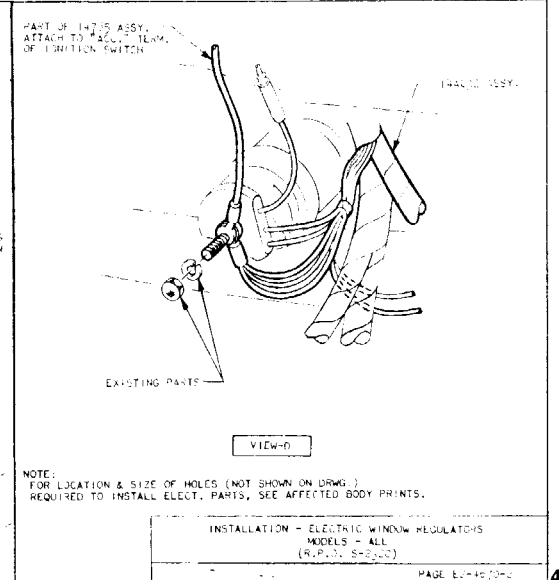 PART OF 14795 ASSY.
ATTACH TO "ACC." TERM.
OF IGNITION SWITCH
ASSY.
EXISTING PARTS
VIEW-D
NOTE:
FOR LOCATION & SIZE OF HOLES (NOT SHOWN ON DRWG.)
REQUIRED TO INSTALL ELECT. PARTS, SEE AFFECTED BODY PRINTS.
INSTALLATION - ELECTRIC WINDOW REGULATORS
MODELS - ALL
(R.P.O.
PAGE